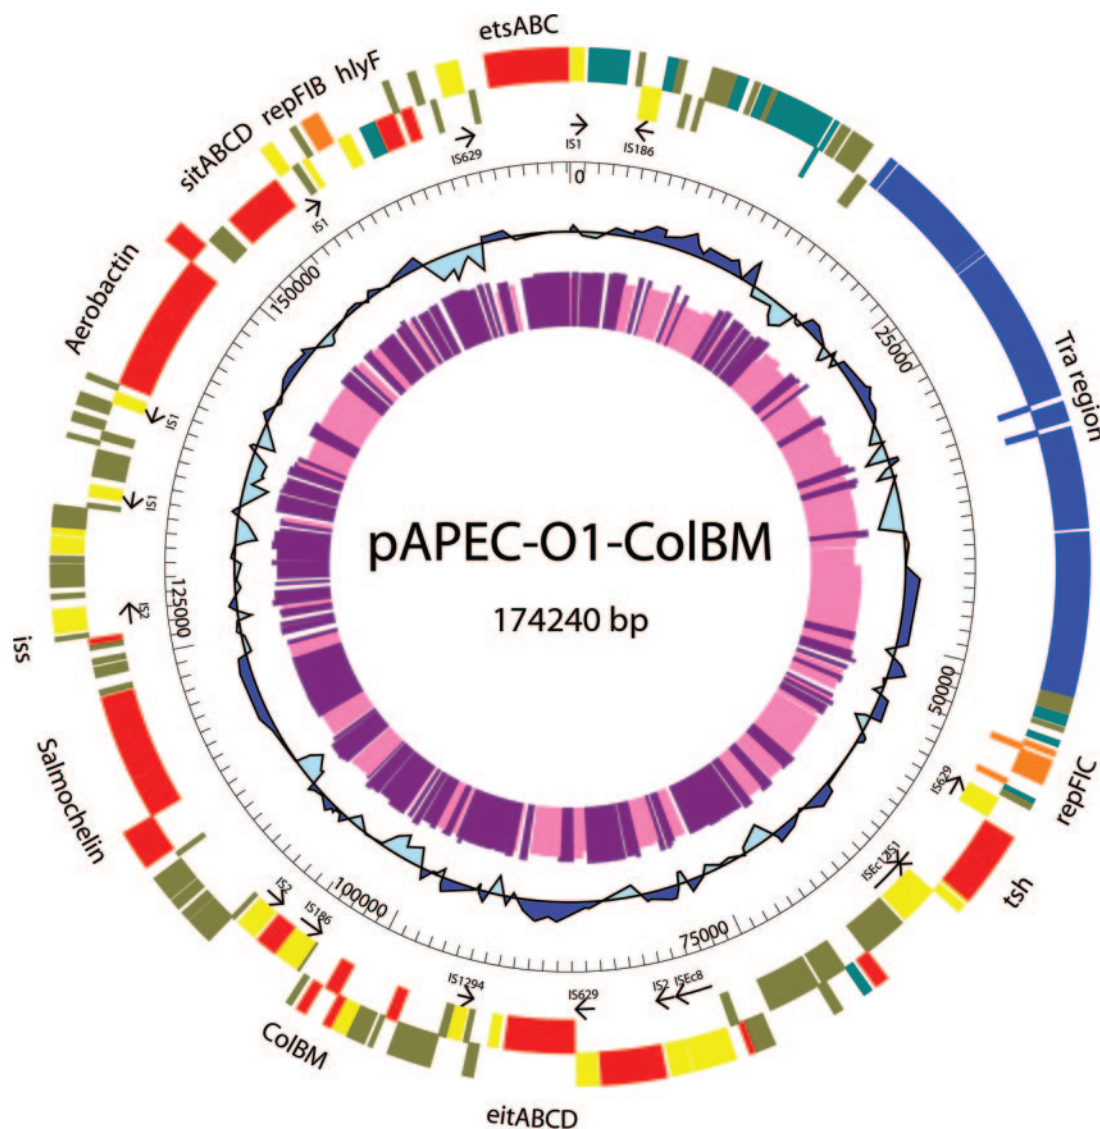 etsABC
hlyF
repFIB
sitABCD
Aerobactin
iss
Salmochelin
ColBM
eitABCD
tsh
repFIC
Tra region
IS629
IS1
IS186
IS1
IS1
IS1
IS2
IS2
IS186
IS1294
IS629
IS2
ISEc8
ISEc12
IS1
IS629
0
25000
50000
75000
100000
125000
150000
pAPEC-O1-ColBM
174240 bp